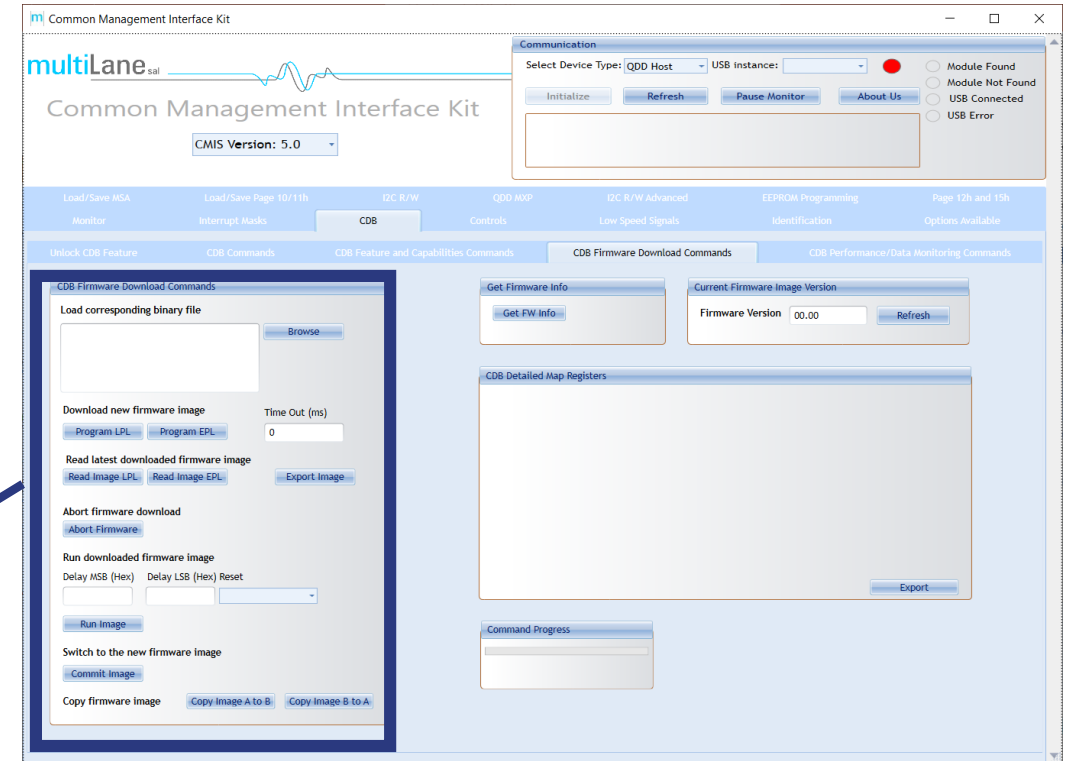 m Common Management Interface Kit
multiLane sal
Common Management Interface Kit
CMIS Version: 5.0
Communication
Select Device Type: QDD Host USB instance:
Initialize Refresh Pause Monitor About Us
Module Found
Module Not Found
USB Connected
USB Error
Load/Save MSA Load/Save Page 10/11h I2C R/W QDD MXP I2C R/W Advanced EEPROM Programming Page 12h and 15h
Monitor Interrupt Masks CDB Controls Low Speed Signals Identification Options Available
Unlock CDB Feature CDB Commands CDB Feature and Capabilities Commands CDB Firmware Download Commands CDB Performance/Data Monitoring Commands
CDB Firmware Download Commands
Load corresponding binary file
Browse
Download new firmware image Time Out (ms)
Program LPL Program EPL 0
Read latest downloaded firmware image
Read Image LPL Read Image EPL Export Image
Abort firmware download
Abort Firmware
Run downloaded firmware image
Delay MSB (Hex) Delay LSB (Hex) Reset
Run Image
Switch to the new firmware image
Commit Image
Copy firmware image Copy Image A to B Copy Image B to A
Get Firmware Info
Get FW Info
Current Firmware Image Version
Firmware Version 00.00 Refresh
CDB Detailed Map Registers
Export
Command Progress